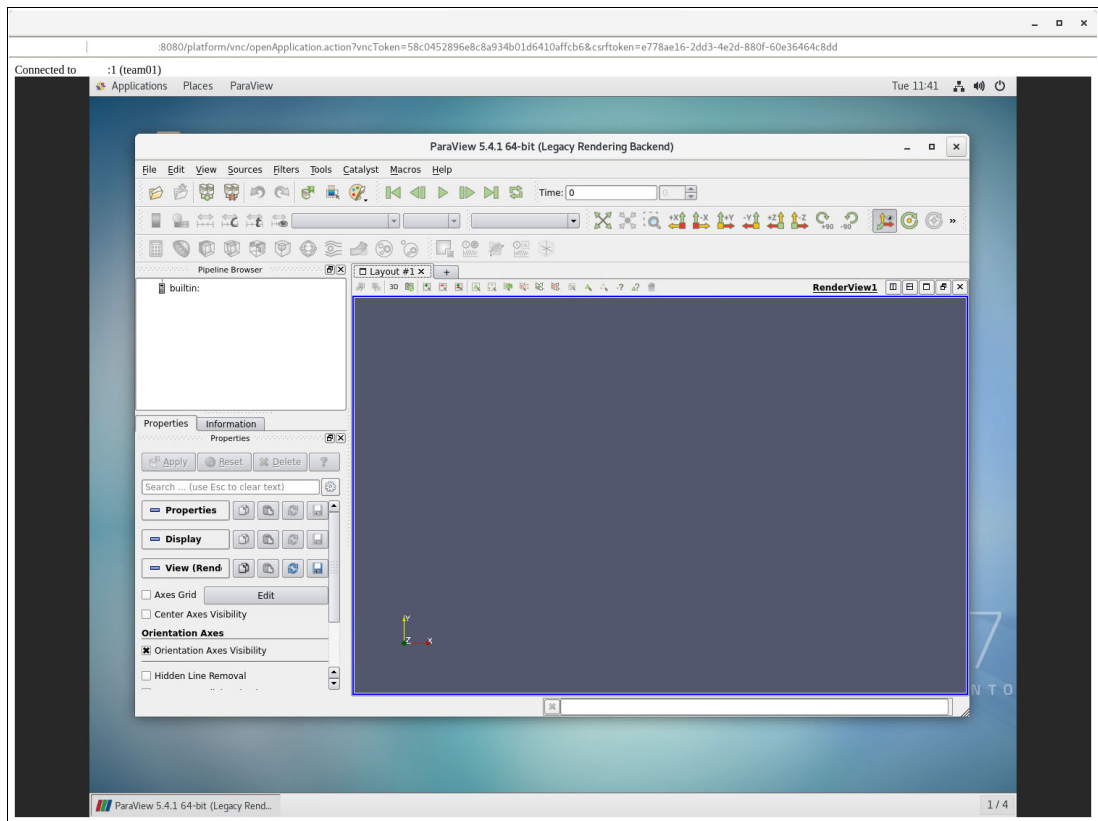 :8080/platform/vnc/openApplication.action?vncToken=58c0452896e8c8a934b01d6410affcb6&csrftoken=e778ae16-2dd3-4e2d-880f-60e36464c8dd
Connected to :1 (team01)
Applications Places ParaView Tue 11:41
ParaView 5.4.1 64-bit (Legacy Rendering Backend)
File Edit View Sources Filters Tools Catalyst Macros Help
Time: 0 0
+X -X +Y -Y +Z -Z +90 -90 »
Pipeline Browser
Layout #1 × +
builtin:
3D RenderView1
Properties Information
Properties
Apply Reset Delete ?
Search ... (use Esc to clear text)
Properties
Display
View (Rend
Axes Grid Edit
Center Axes Visibility
Orientation Axes
Orientation Axes Visibility
Hidden Line Removal
Y
Z X
7
NTO
ParaView 5.4.1 64-bit (Legacy Rend... 1 / 4